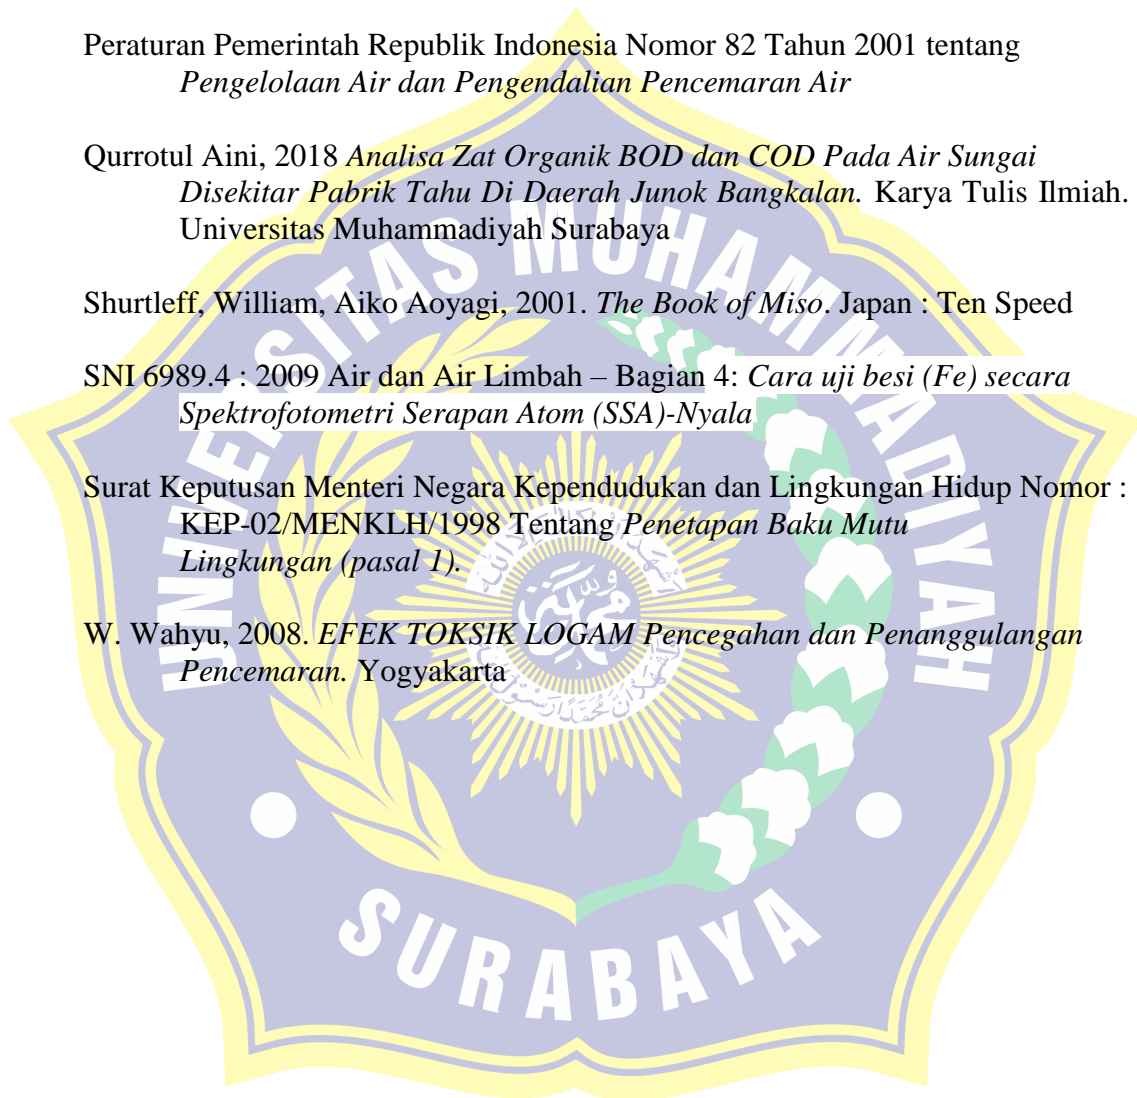 Peraturan Pemerintah Republik Indonesia Nomor 82 Tahun 2001 tentang
Pengelolaan Air dan Pengendalian Pencemaran Air
Qurrotul Aini, 2018 Analisa Zat Organik BOD dan COD Pada Air Sungai
Disekitar Pabrik Tahu Di Daerah Junok Bangkalan. Karya Tulis Ilmiah.
Universitas Muhammadiyah Surabaya
Shurtleff, William, Aiko Aoyagi, 2001. The Book of Miso. Japan : Ten Speed
SNI 6989.4 : 2009 Air dan Air Limbah – Bagian 4: Cara uji besi (Fe) secara
Spektrofotometri Serapan Atom (SSA)-Nyala
Surat Keputusan Menteri Negara Kependudukan dan Lingkungan Hidup Nomor :
KEP-02/MENKLH/1998 Tentang Penetapan Baku Mutu
Lingkungan (pasal 1).
W. Wahyu, 2008. EFEK TOKSIK LOGAM Pencegahan dan Penanggulangan
Pencemaran. Yogyakarta
UNIVERSITAS MUHAMMADIYAH
SURABAYA